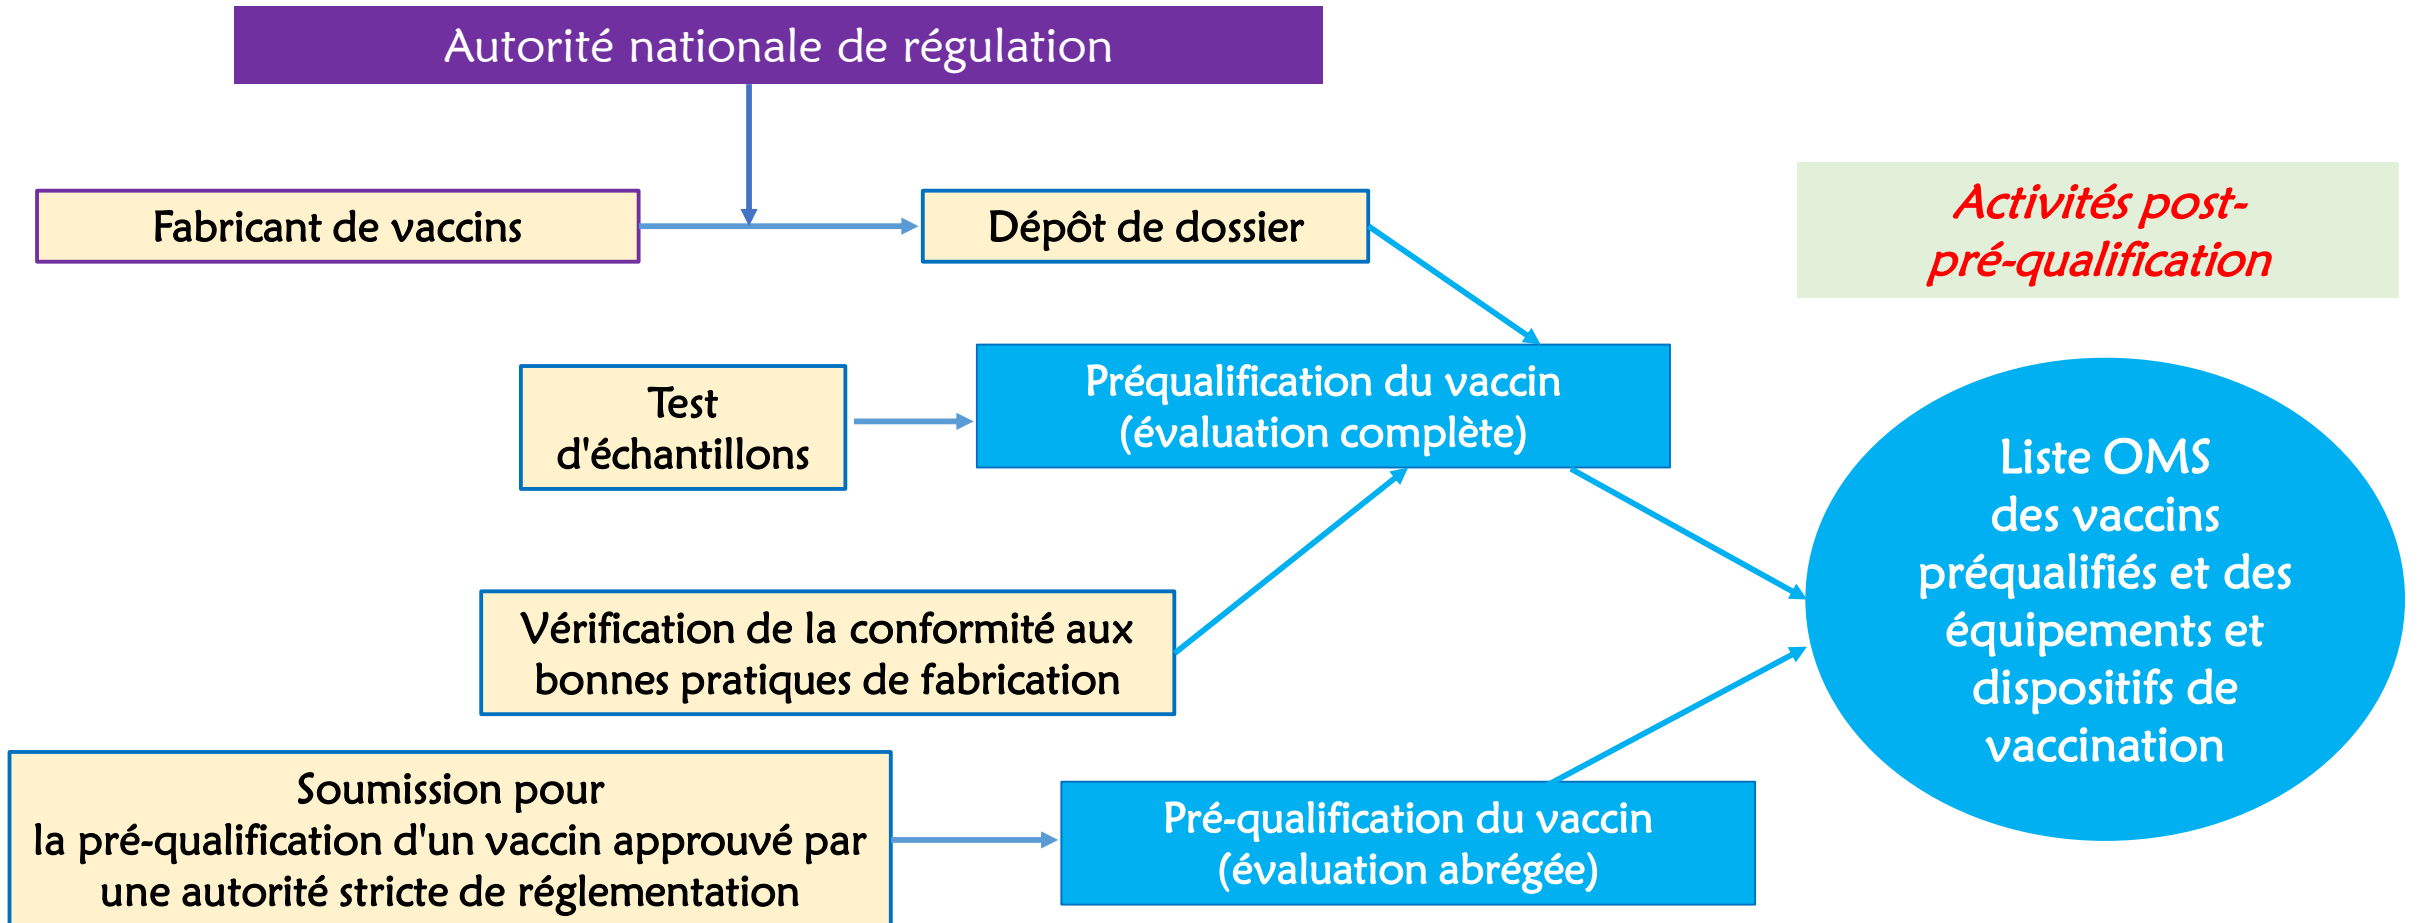 Autorité nationale de régulation
Fabricant de vaccins
Dépôt de dossier
Activités post-
pré-qualification
Test
d'échantillons
Préqualification du vaccin
(évaluation complète)
Liste OMS
des vaccins
préqualifiés et des
équipements et
dispositifs de
vaccination
Vérification de la conformité aux
bonnes pratiques de fabrication
Soumission pour
la pré-qualification d'un vaccin approuvé par
une autorité stricte de réglementation
Pré-qualification du vaccin
(évaluation abrégée)